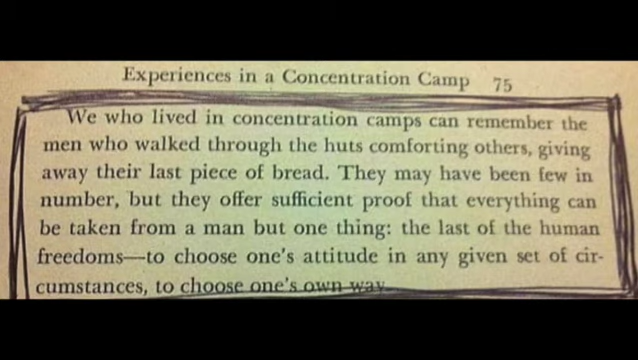 Experiences in a Concentration Camp 75
We who lived in concentration camps can remember the
men who walked through the huts comforting others, giving
away their last piece of bread. They may have been few in
number, but they offer sufficient proof that everything can
be taken from a man but one thing: the last of the human
freedoms—to choose one's attitude in any given set of cir-
cumstances, to choose one's own way.